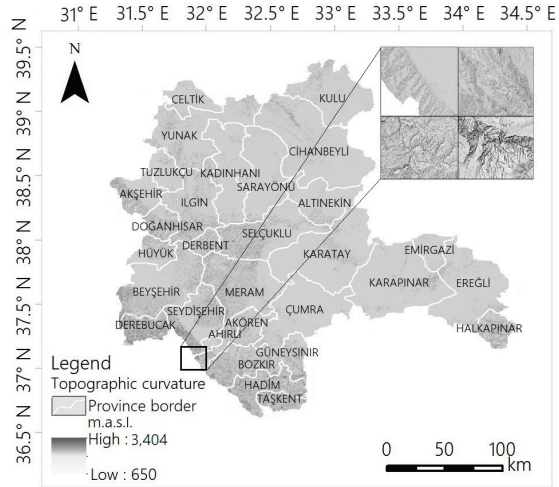 31° E 31.5° E 32° E 32.5° E 33° E 33.5° E 34° E 34.5° E
39.5° N
39° N
38.5° N
38° N
37.5° N
37° N
36.5° N
N
ÇELTİK
KULU
YUNAK
CİHANBEYLİ
TUZLUKÇU
KADINHANI
AKŞEHİR
SARAYÖNÜ
ILGIN
ALTINEKİN
DOĞANHİSAR
SELÇUKLU
DERBENT
HÜYÜK
KARATAY
EMİRGAZİ
KARAPINAR
EREĞLİ
BEYŞEHİR
MERAM
SEYDİŞEHİR
ÇUMRA
DEREBUCAK
AKÖREN
AHIRLI
HALKAPINAR
GÜNEYSINIR
BOZKIR
HADİM
TAŞKENT
Legend
Topographic curvature
Province border
m.a.s.l.
High : 3,404
Low : 650
0 50 100
km